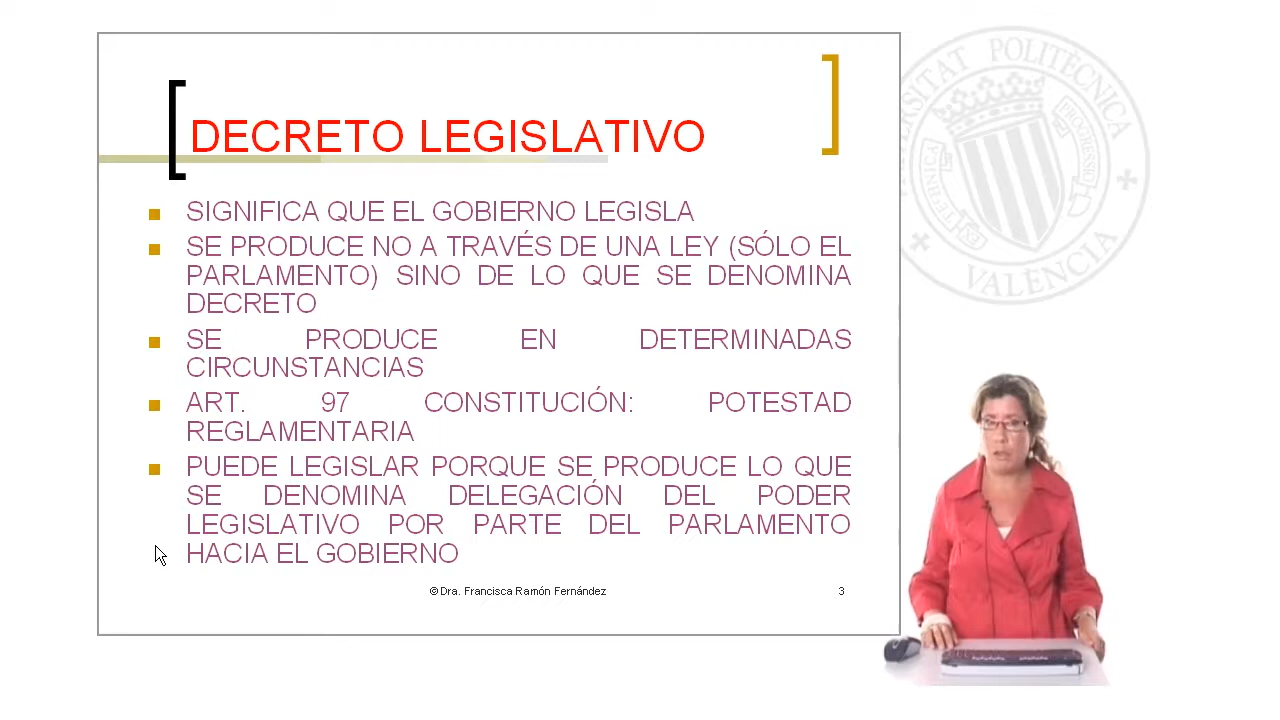 DECRETO LEGISLATIVO
SIGNIFICA QUE EL GOBIERNO LEGISLA
SE PRODUCE NO A TRAVÉS DE UNA LEY (SÓLO EL
PARLAMENTO) SINO DE LO QUE SE DENOMINA
DECRETO
SE PRODUCE EN DETERMINADAS
CIRCUNSTANCIAS
ART. 97 CONSTITUCIÓN: POTESTAD
REGLAMENTARIA
PUEDE LEGISLAR PORQUE SE PRODUCE LO QUE
SE DENOMINA DELEGACIÓN DEL PODER
LEGISLATIVO POR PARTE DEL PARLAMENTO
HACIA EL GOBIERNO
© Dra. Francisca Ramón Fernández
3
POLITÈCNICA
VALÈNCIA